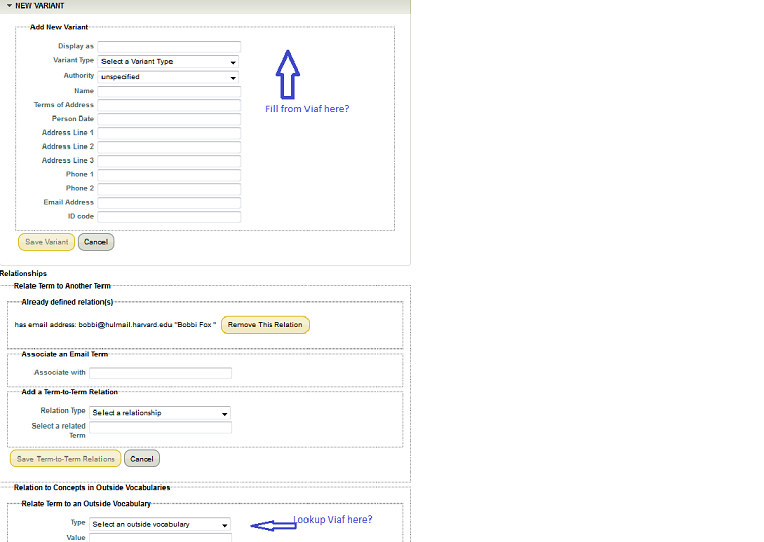 NEW VARIANT
Add New Variant
Display as
Variant Type Select a Variant Type
Authority unspecified
Name
Fill from Viaf here?
Terms of Address
Person Date
Address Line 1
Address Line 2
Address Line 3
Phone 1
Phone 2
Email Address
ID code
Save Variant Cancel
Relationships
Relate Term to Another Term
Already defined relation(s)
has email address: bobbi@hulmail.harvard.edu "Bobbi Fox " Remove This Relation
Associate an Email Term
Associate with
Add a Term-to-Term Relation
Relation Type Select a relationship
Select a related
Term
Save Term-to-Term Relations Cancel
Relation to Concepts in Outside Vocabularies
Relate Term to an Outside Vocabulary
Type Select an outside vocabulary Lookup Viaf here?
Value